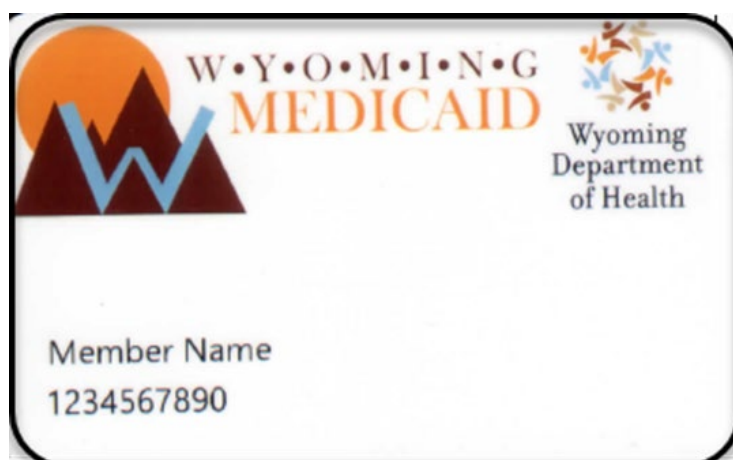 W•Y•O•M•I•N•G
MEDICAID
Wyoming
Department
of Health
Member Name
1234567890